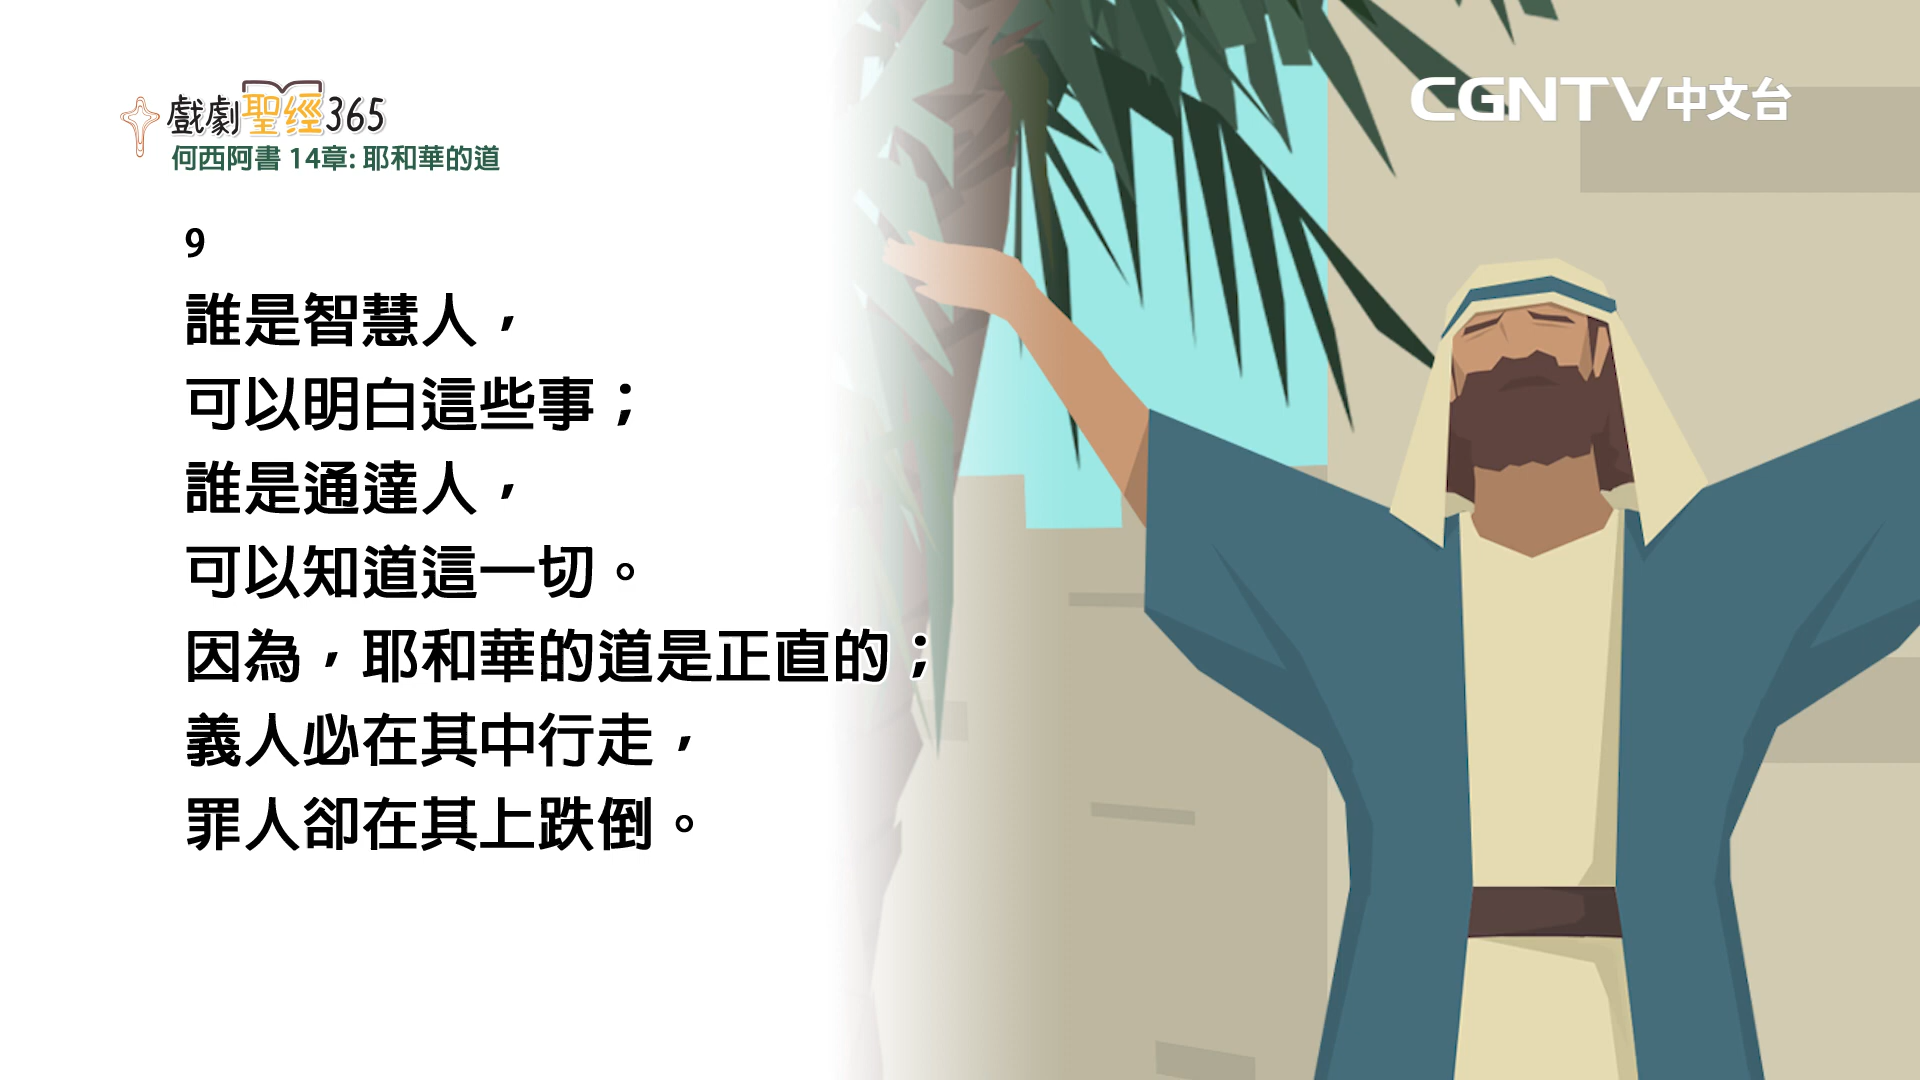 戲劇聖經365
CGNTV中文台
何西阿書 14章: 耶和華的道
9
誰是智慧人，
可以明白這些事；
誰是通達人，
可以知道這一切。
因為，耶和華的道是正直的；
義人必在其中行走，
罪人卻在其上跌倒。